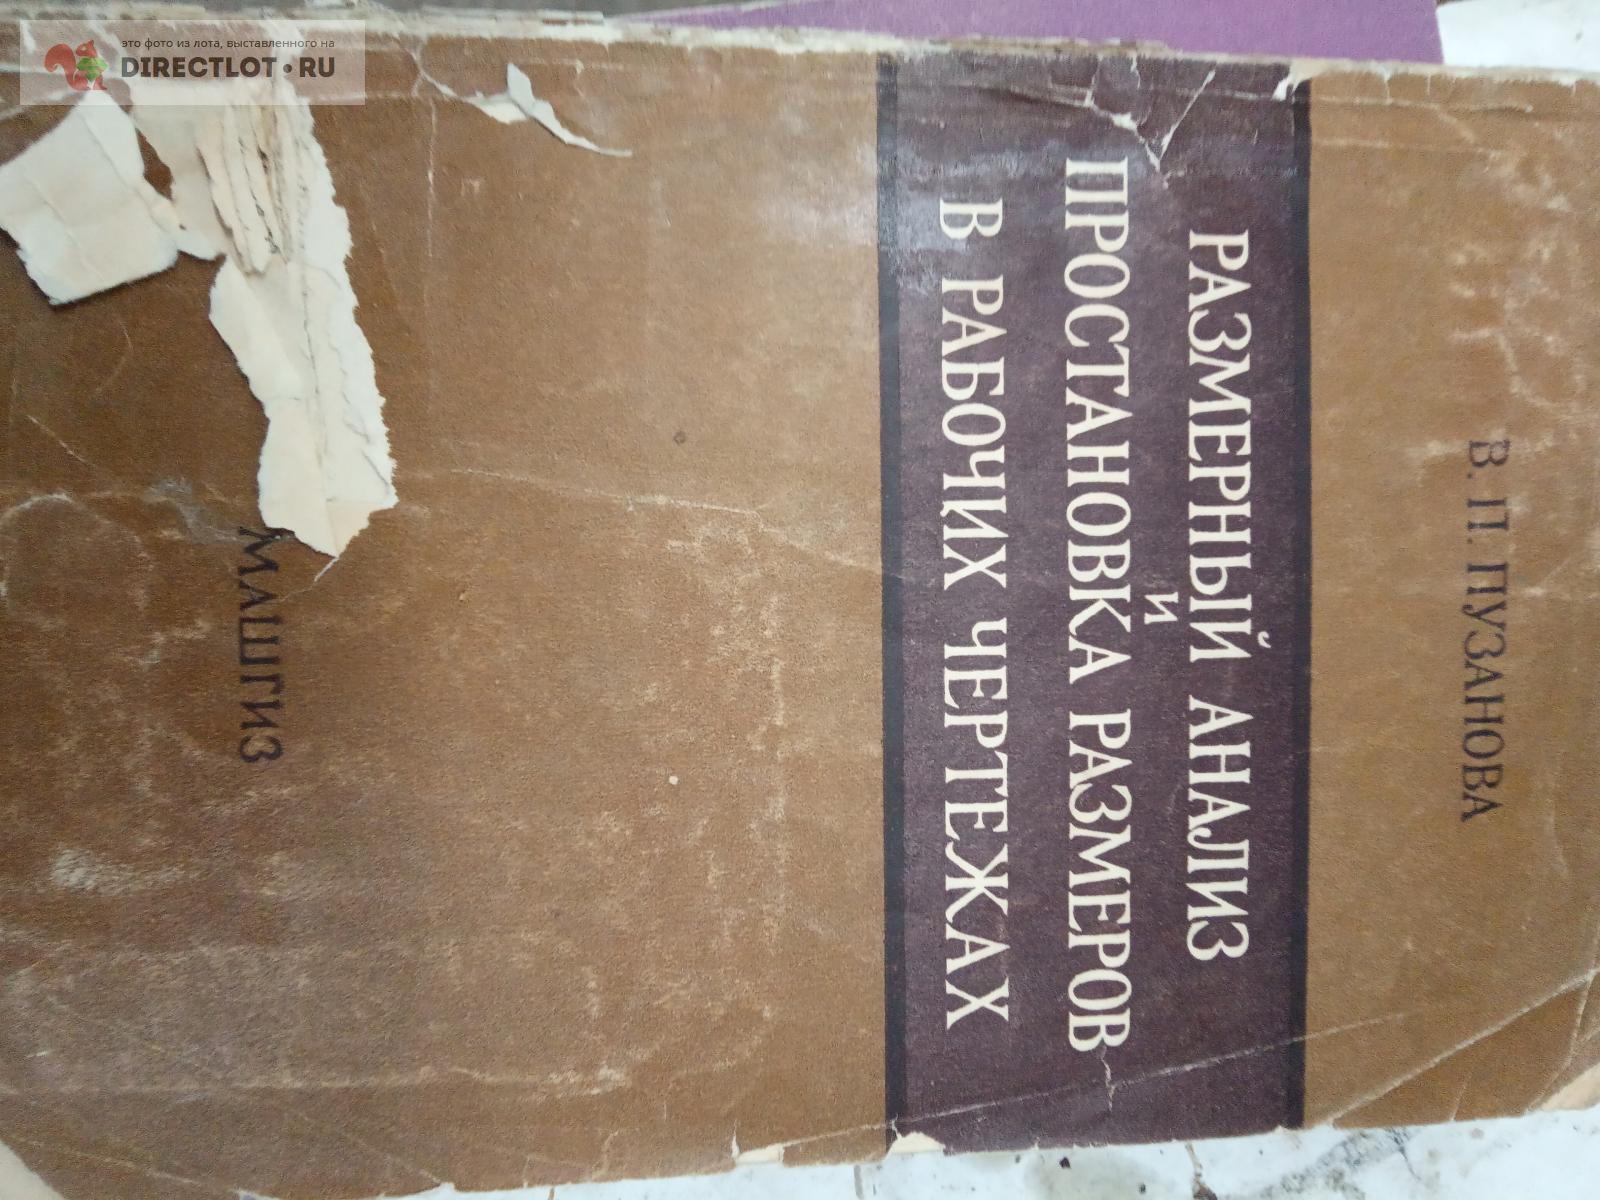 это фото из лота, выставленного на
DIRECTLOT.RU
В. П. ПУЗАНОВА
РАЗМЕРНЫЙ АНАЛИЗ
И
ПРОСТАНОВКА РАЗМЕРОВ
В РАБОЧИХ ЧЕРТЕЖАХ
МАШГИЗ